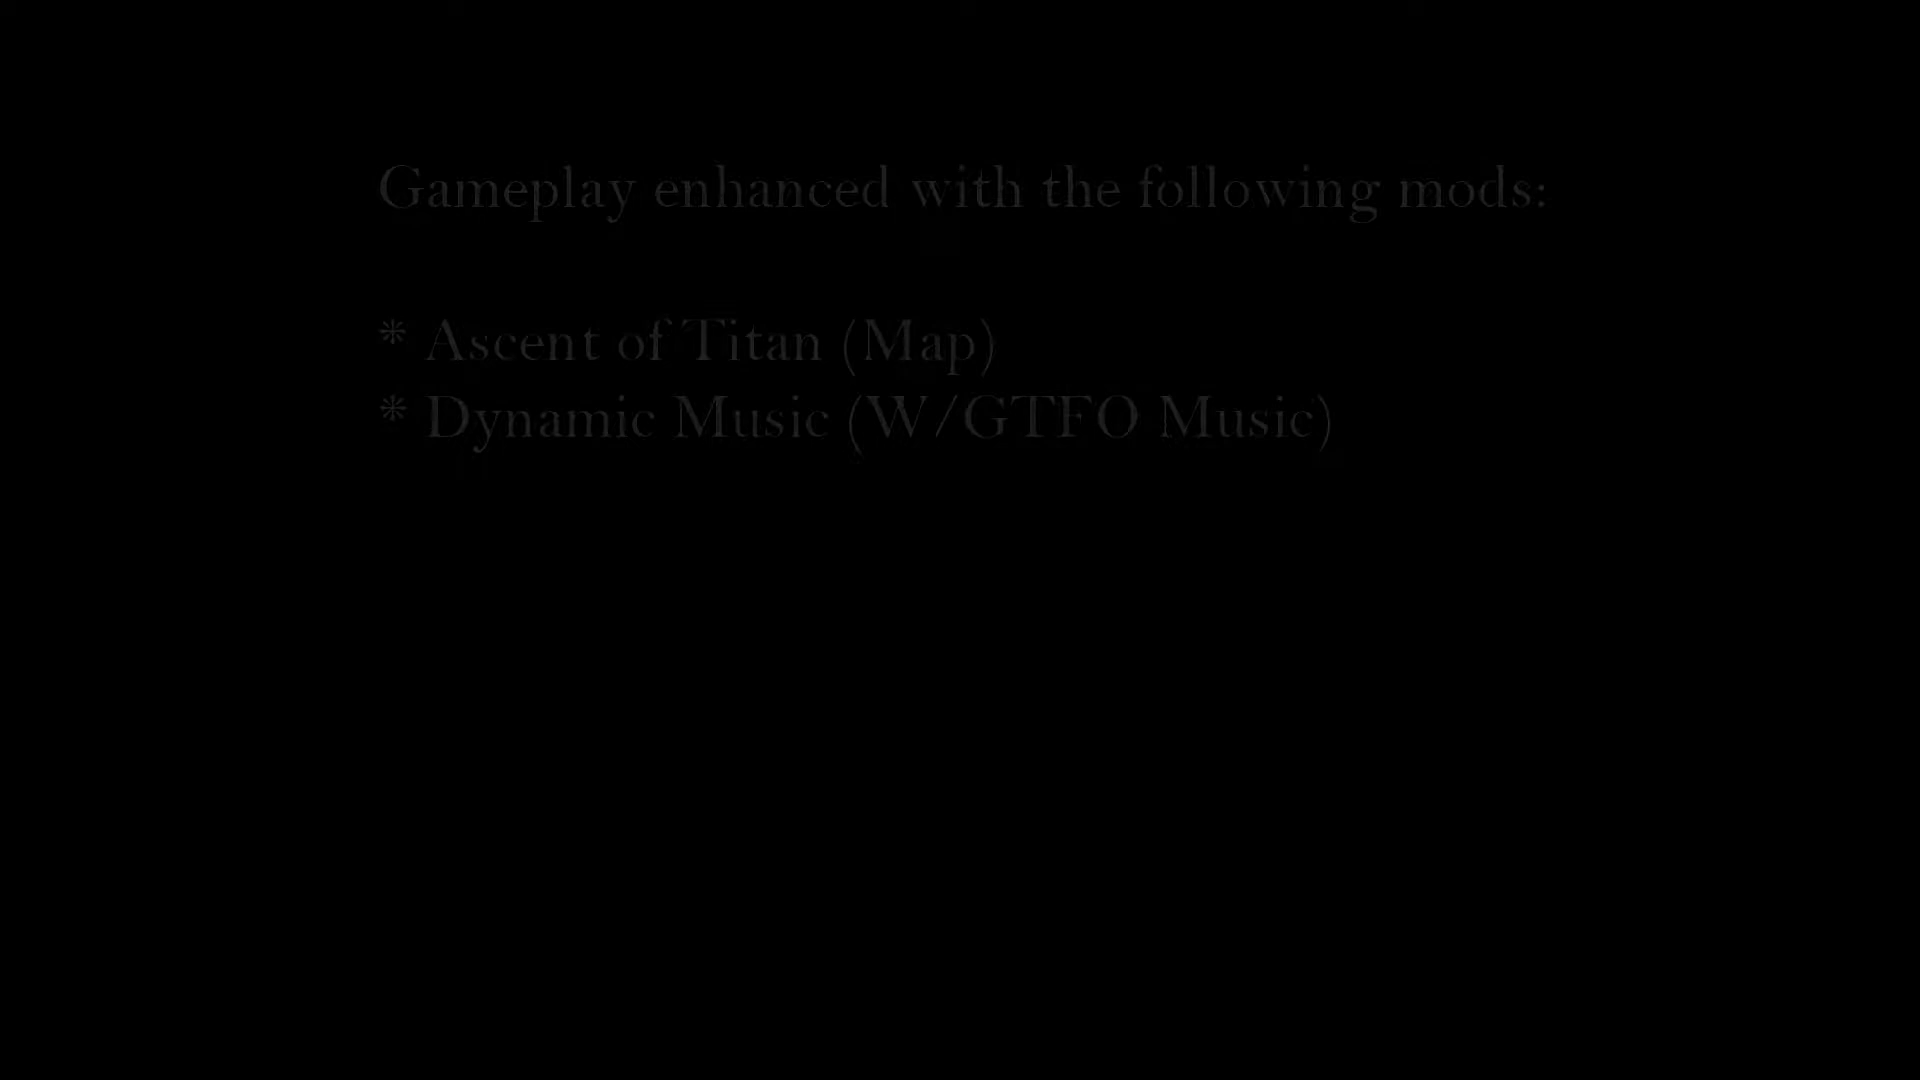 Gameplay enhanced with the following mods:
* Ascent of Titan (Map)
* Dynamic Music (W/GTFO Music)